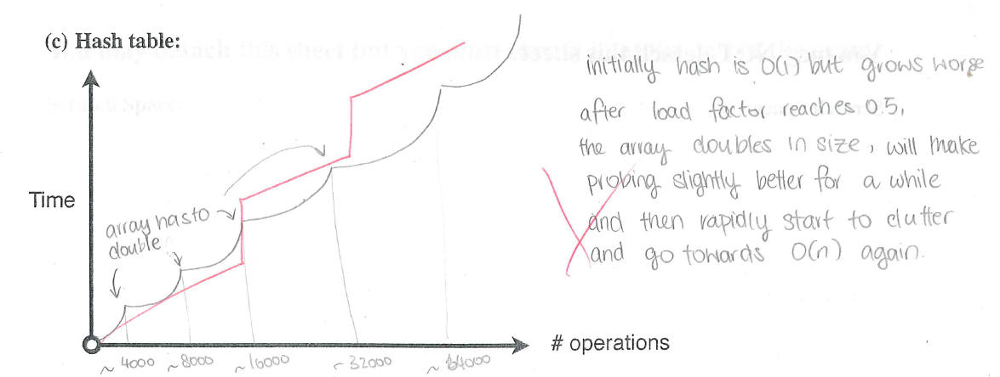 (c) Hash table:
initially hash is O(1) but grows worse
after load factor reaches 0.5,
the array doubles in size, will make
probing slightly better for a while
and then rapidly start to clutter
and go towards O(n) again.
Time
array has to
double
# operations
~ 4000 ~ 8000 ~ 16000 ~ 32000 ~ 64000